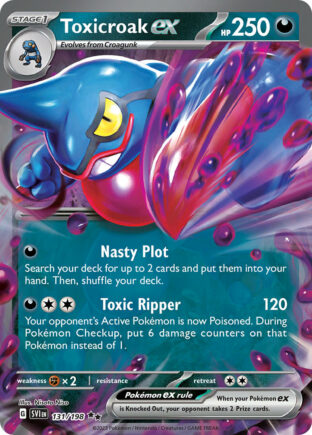 STAGE 1 Toxicroak ex HP 250
Evolves from Croagunk
Nasty Plot
Search your deck for up to 2 cards and put them into your
hand. Then, shuffle your deck.
Toxic Ripper 120
Your opponent's Active Pokémon is now Poisoned. During
Pokémon Checkup, put 6 damage counters on that
Pokémon instead of 1.
weakness ×2 resistance retreat
Pokémon ex rule
When your Pokémon ex
is Knocked Out, your opponent takes 2 Prize cards.
Illus. Nisota Niso
G SVI EN 131/198
©2023 Pokémon / Nintendo / Creatures / GAME FREAK